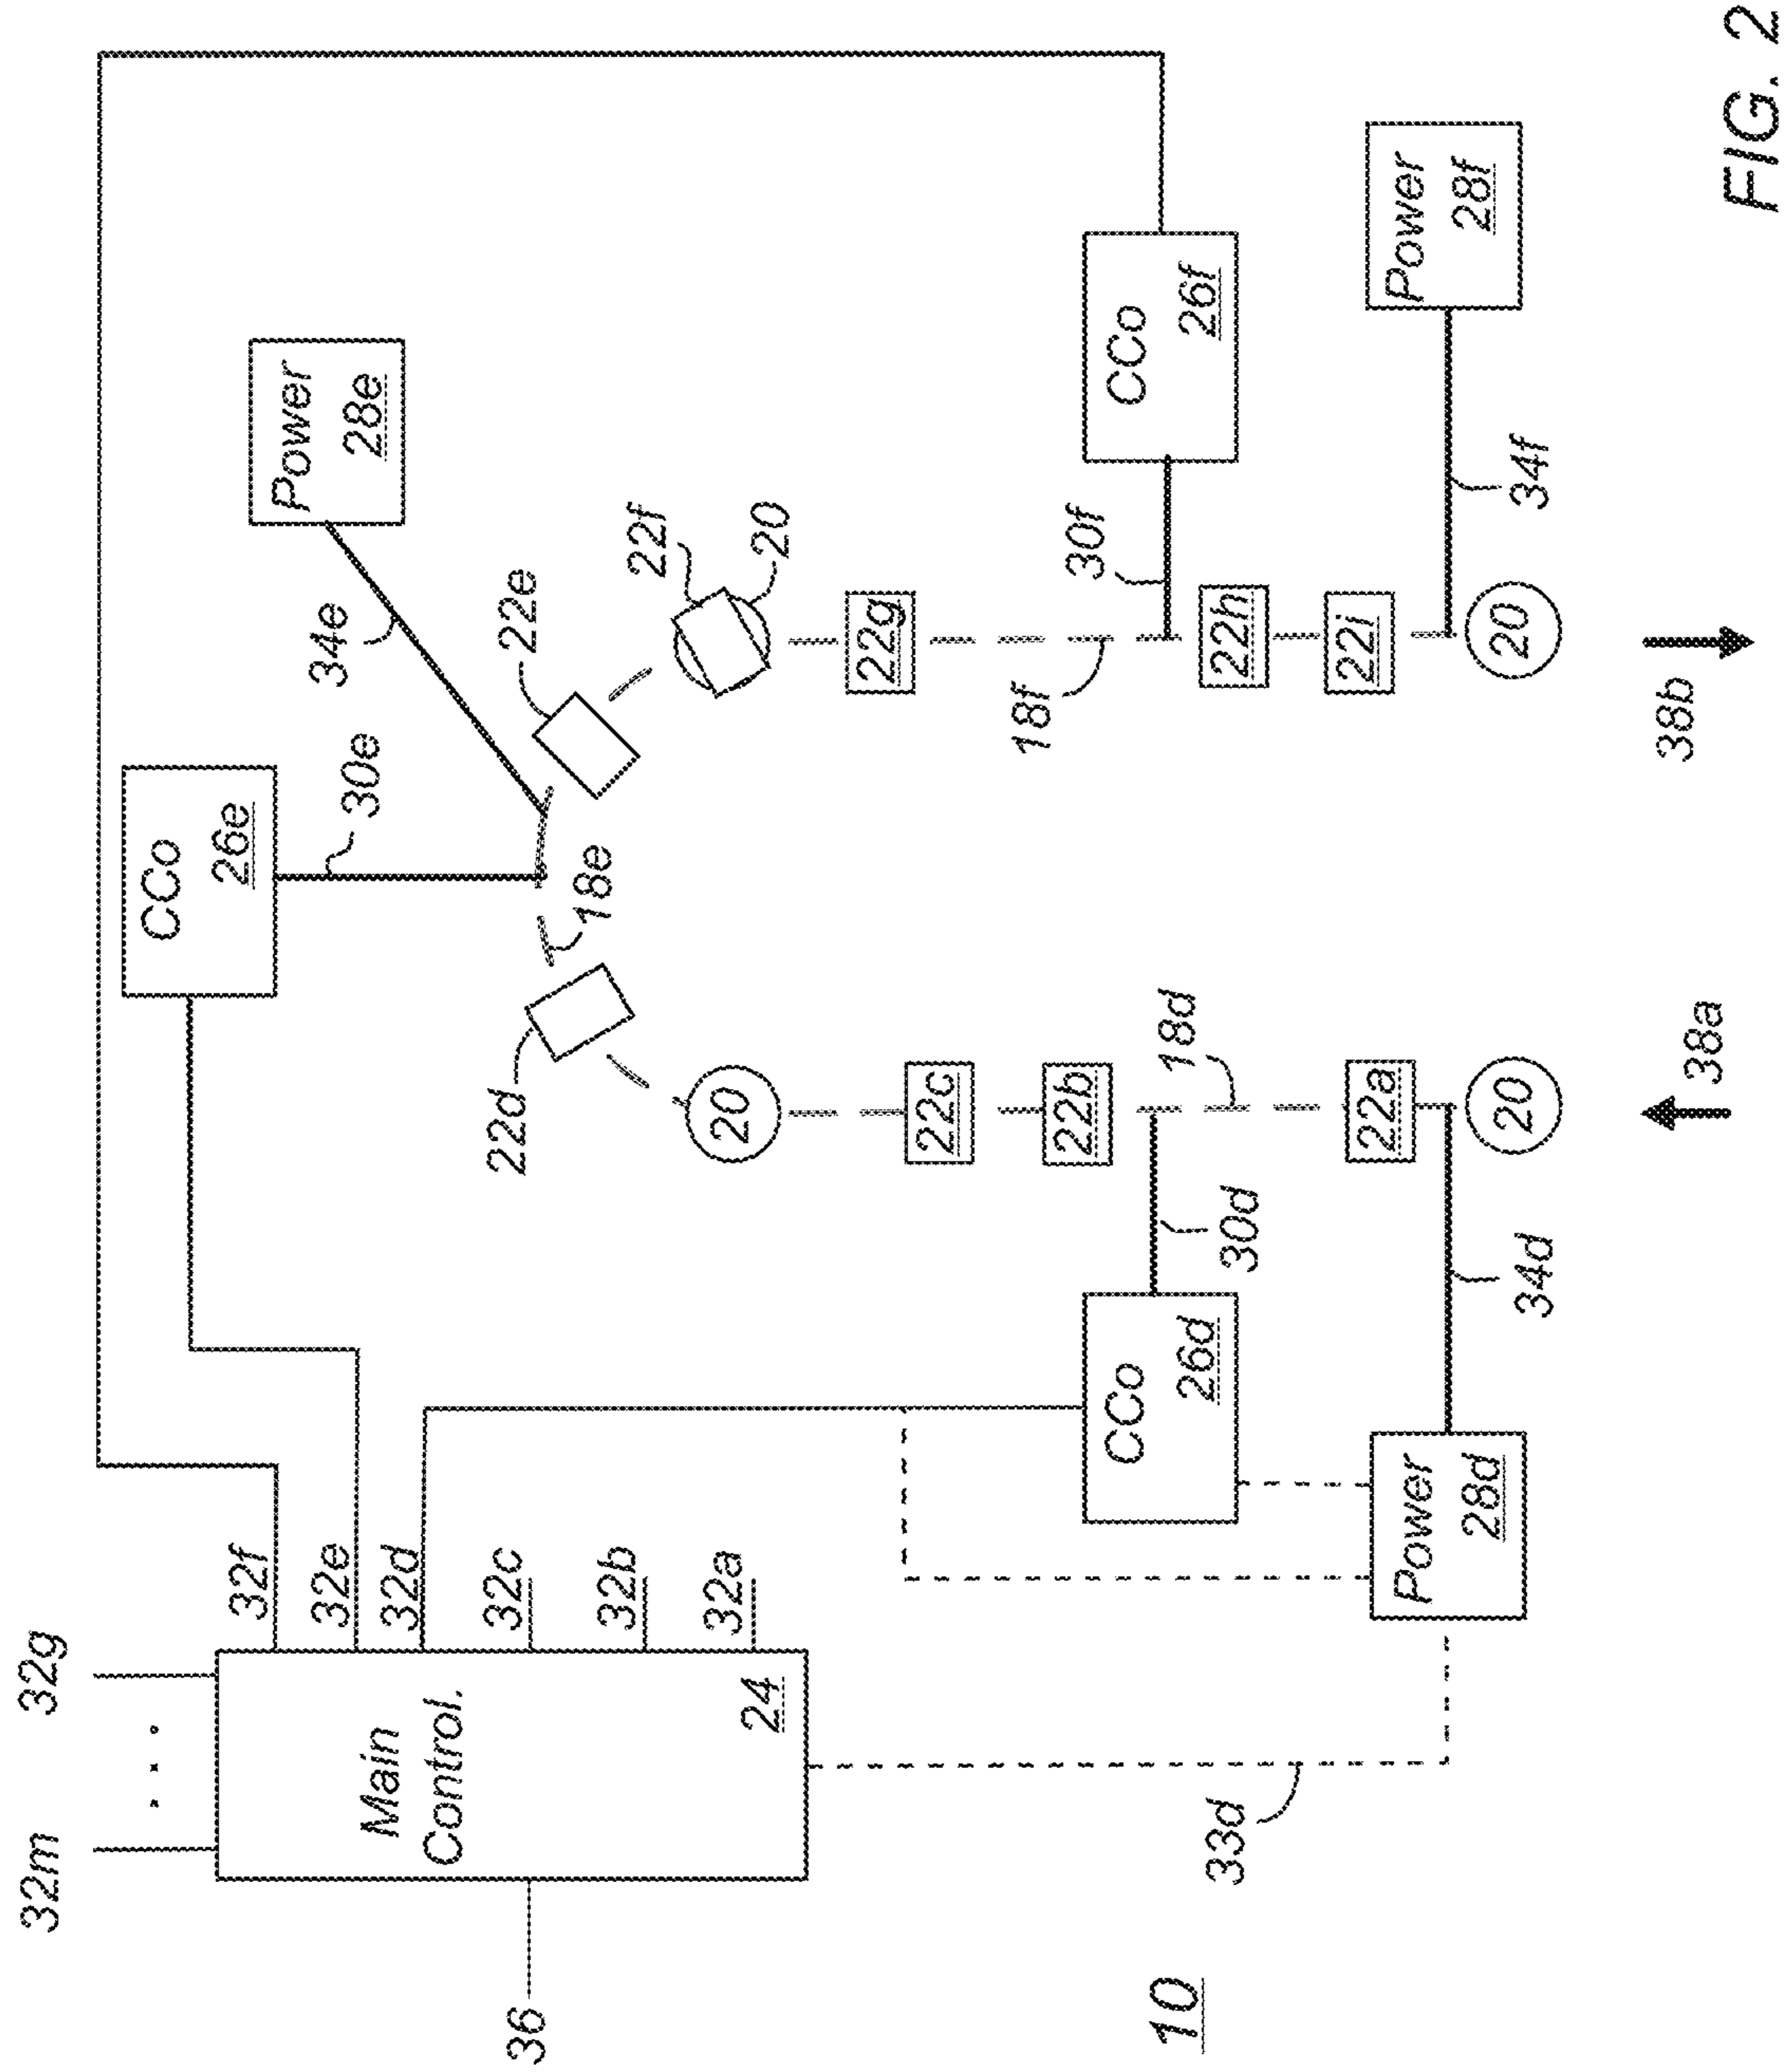 32m
32g
36
Main
Control.
24
32f
32e
32d
32c
32b
32a
33d
10
CCo
26e
30e
Power
28e
34e
22d
18e
22e
22f
20
20
22c
22b
18d
22a
20
CCo
26d
30d
Power
28d
34d
38a
22g
18f
30f
CCo
26f
22h
22i
20
Power
28f
34f
38b
FIG. 2